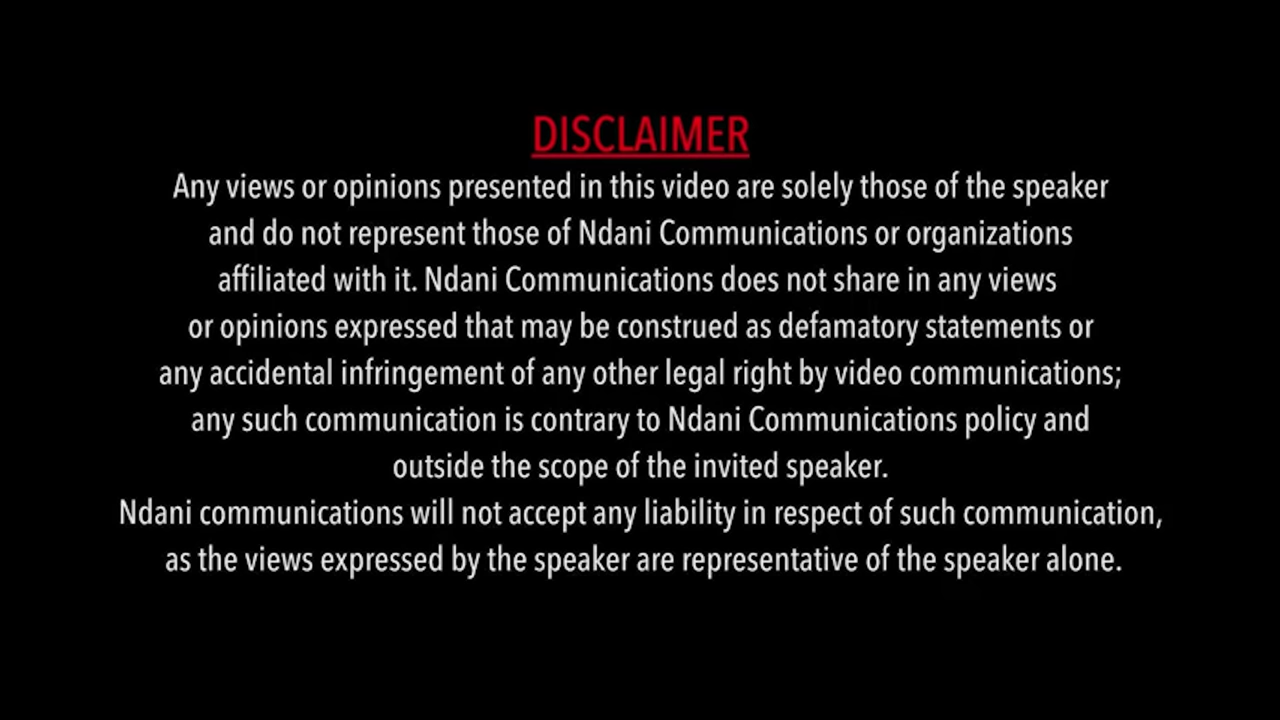 DISCLAIMER
Any views or opinions presented in this video are solely those of the speaker
and do not represent those of Ndani Communications or organizations
affiliated with it. Ndani Communications does not share in any views
or opinions expressed that may be construed as defamatory statements or
any accidental infringement of any other legal right by video communications;
any such communication is contrary to Ndani Communications policy and
outside the scope of the invited speaker.
Ndani communications will not accept any liability in respect of such communication,
as the views expressed by the speaker are representative of the speaker alone.